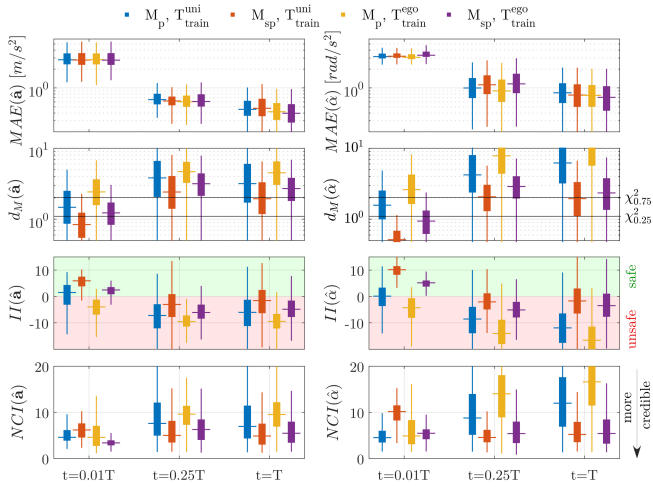 M_p, T_train^uni M_sp, T_train^uni M_p, T_train^ego M_sp, T_train^ego
MAE(â) [m/s²]
10⁰
MAE(α̂) [rad/s²]
10⁰
d_M(â)
10¹
10⁰
d_M(α̂)
10¹
10⁰
χ²_0.75
χ²_0.25
II(â)
10
0
-10
II(α̂)
10
0
-10
safe
unsafe
NCI(â)
20
10
0
NCI(α̂)
20
10
0
more
credible
t=0.01T t=0.25T t=T
t=0.01T t=0.25T t=T